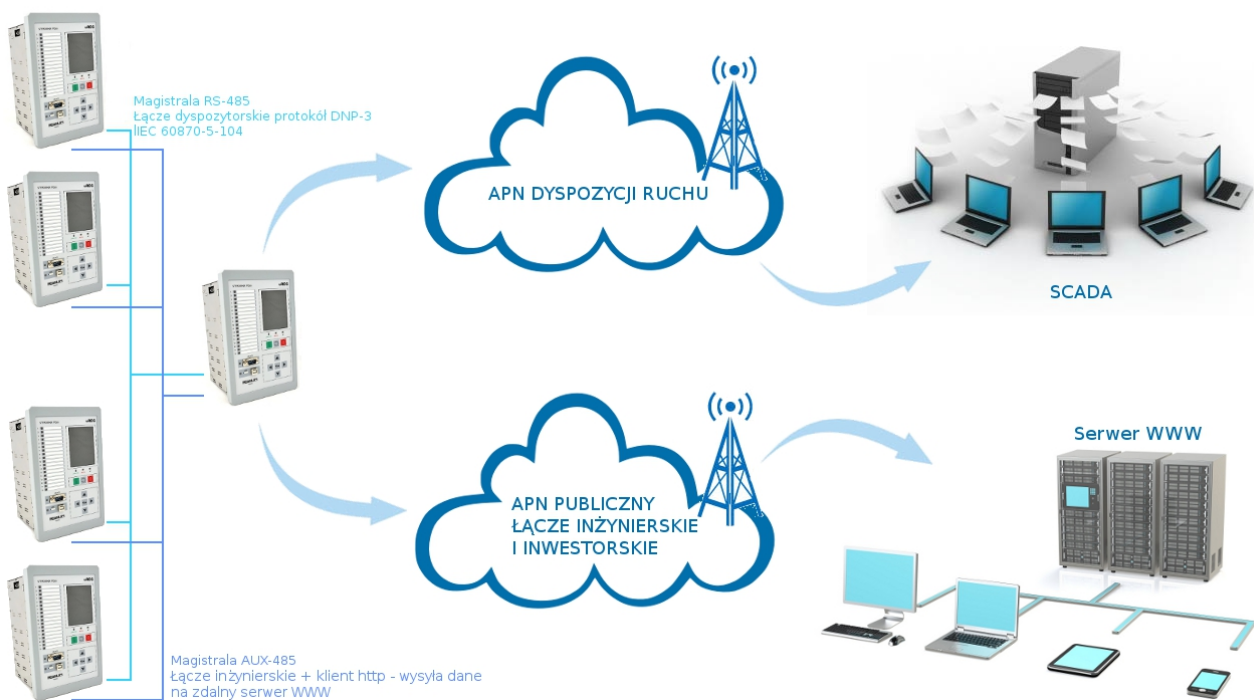 Magistrala RS-485
Łącze dyspozytorskie protokół DNP-3
lIEC 60870-5-104
APN DYSPOZYCJI RUCHU
SCADA
APN PUBLICZNY
ŁĄCZE INŻYNIERSKIE
I INWESTORSKIE
Serwer WWW
Magistrala AUX-485
Łącze inżynierskie + klient http - wysyła dane
na zdalny serwer WWW